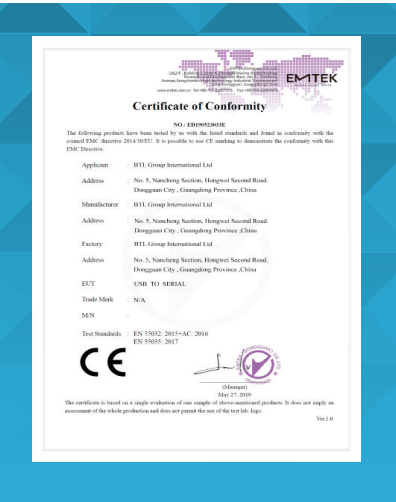 EMTEK
Certificate of Conformity
NO.: ED190523033E
The following products have been tested by us with the listed standards and found in conformity with the
council EMC directive 2014/30/EU. It is possible to use CE marking to demonstrate the conformity with this
EMC Directive.
Applicant : BTL Group International Ltd
Address : No. 5, Nancheng Section, Hongwei Second Road.
Dongguan City , Guangdong Province ,China
Manufacturer : BTL Group International Ltd
Address : No. 5, Nancheng Section, Hongwei Second Road.
Dongguan City , Guangdong Province ,China
Factory BTL Group International Ltd
Address : No. 5, Nancheng Section, Hongwei Second Road.
Dongguan City , Guangdong Province ,China
EUT : USB TO SERIAL
Trade Mark : N/A
M/N :
Test Standards : EN 55032: 2015+AC: 2016
EN 55035: 2017
CE
(Manager)
May 27, 2019
The certificate is based on a single evaluation of one sample of above-mentioned products. It does not imply an
assessment of the whole production and does not permit the use of the test lab. logo.
Ver.1.0